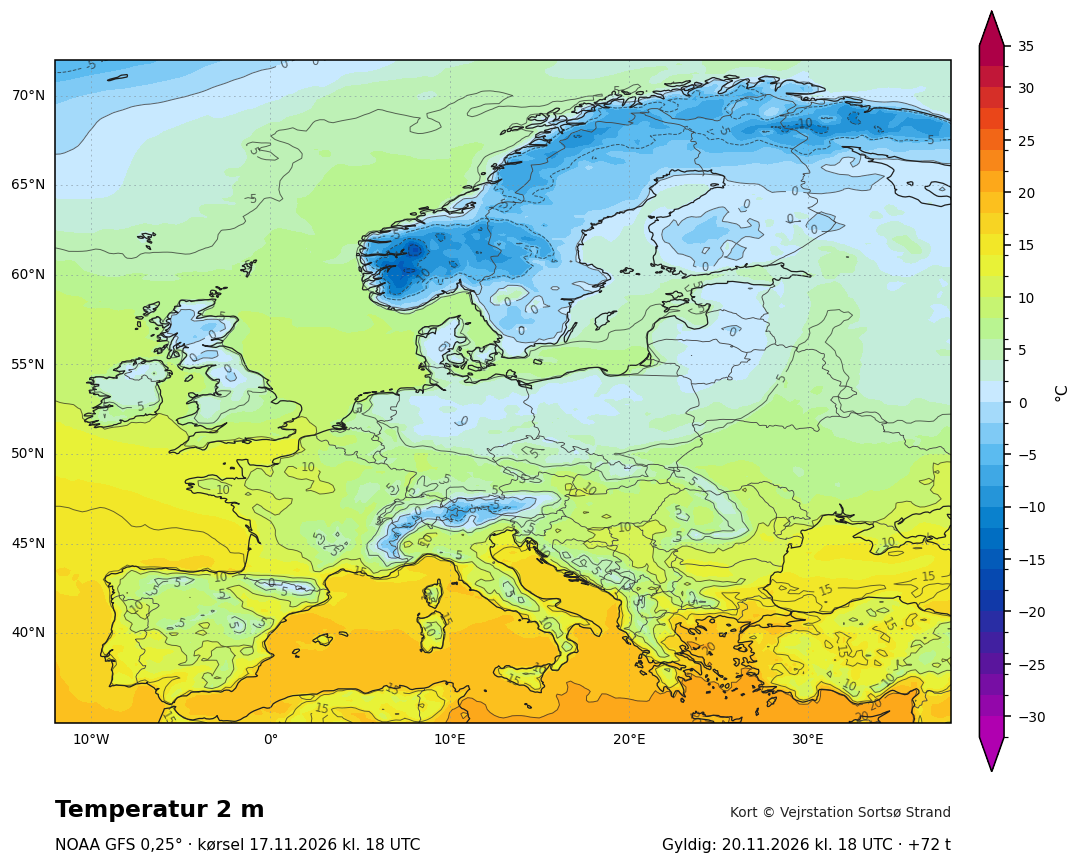 70°N
65°N
60°N
55°N
50°N
45°N
40°N
10°W 0° 10°E 20°E 30°E
35
30
25
20
15
10
5
0
−5
−10
−15
−20
−25
−30
°C
Temperatur 2 m
Kort © Vejrstation Sortsø Strand
NOAA GFS 0,25° · kørsel 17.11.2026 kl. 18 UTC
Gyldig: 20.11.2026 kl. 18 UTC · +72 t